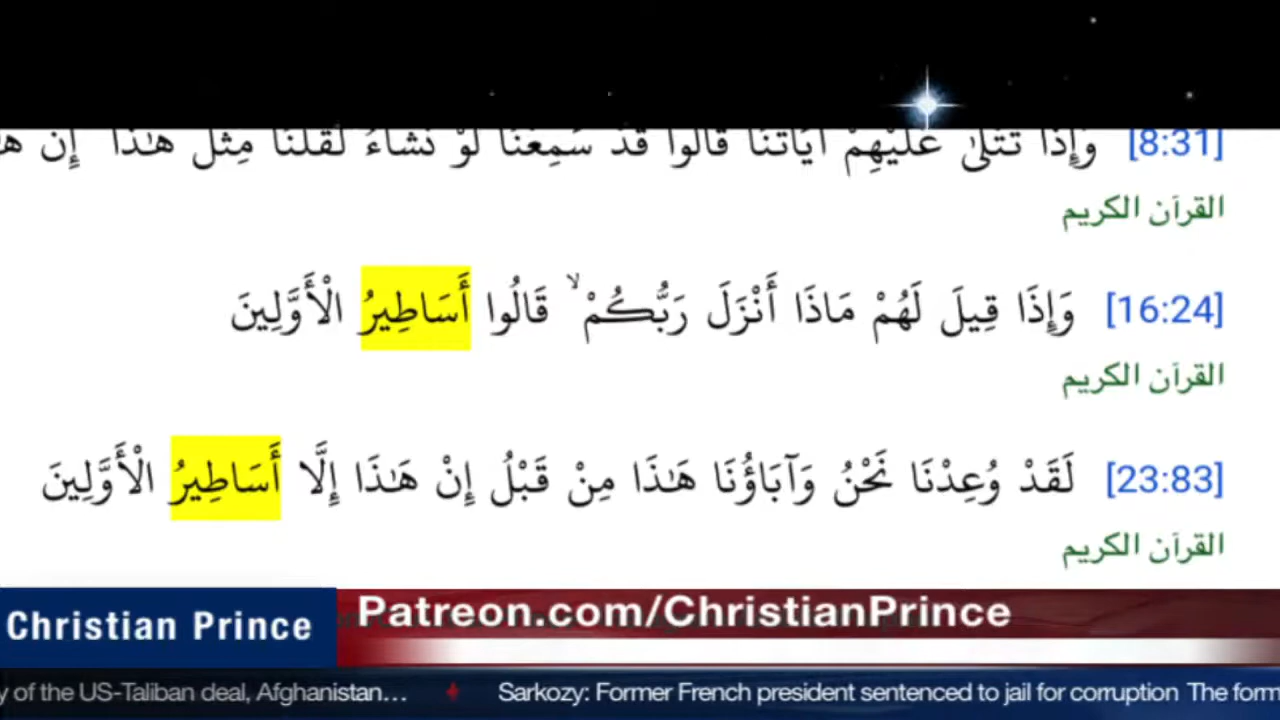 [8:31] وَإِذَا تُتْلَىٰ عَلَيْهِمْ آيَاتُنَا قَالُوا قَدْ سَمِعْنَا لَوْ نَشَاءُ لَقُلْنَا مِثْلَ هَٰذَا إِنْ
القرآن الكريم
[16:24] وَإِذَا قِيلَ لَهُمْ مَاذَا أَنْزَلَ رَبُّكُمْ ۙ قَالُوا أَسَاطِيرُ الْأَوَّلِينَ
القرآن الكريم
[23:83] لَقَدْ وُعِدْنَا نَحْنُ وَآبَاؤُنَا هَٰذَا مِنْ قَبْلُ إِنْ هَٰذَا إِلَّا أَسَاطِيرُ الْأَوَّلِينَ
القرآن الكريم
Christian Prince
Patreon.com/ChristianPrince
y of the US-Taliban deal, Afghanistan… Sarkozy: Former French president sentenced to jail for corruption The form